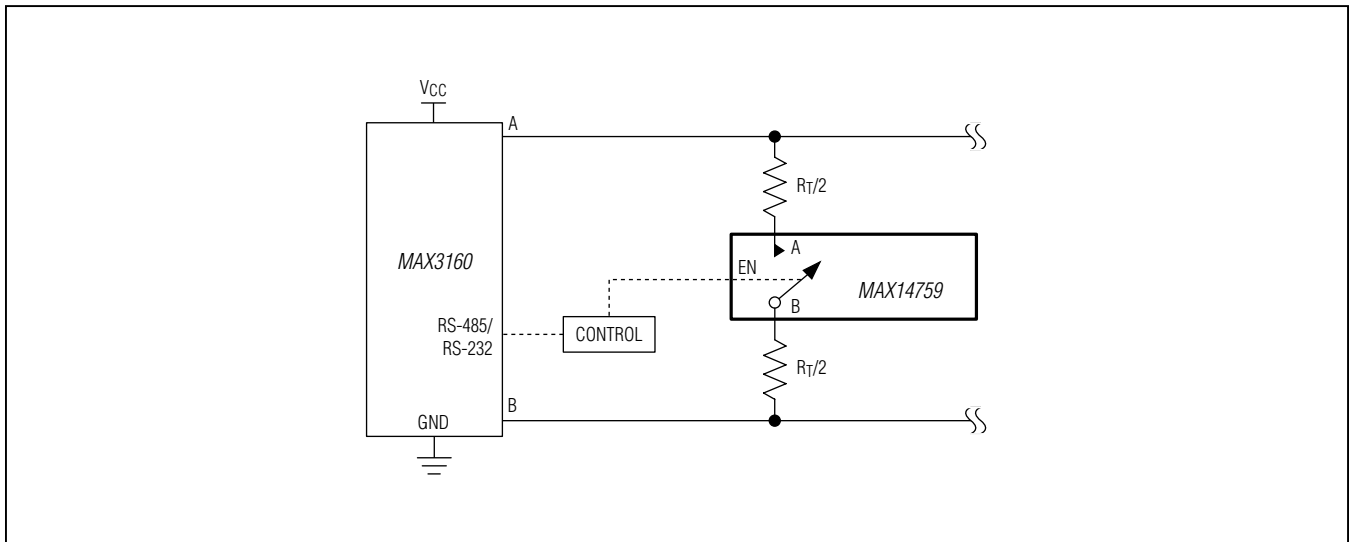 VCC
A
RT/2
MAX3160
A
EN
MAX14759
B
RS-485/
RS-232
CONTROL
RT/2
B
GND